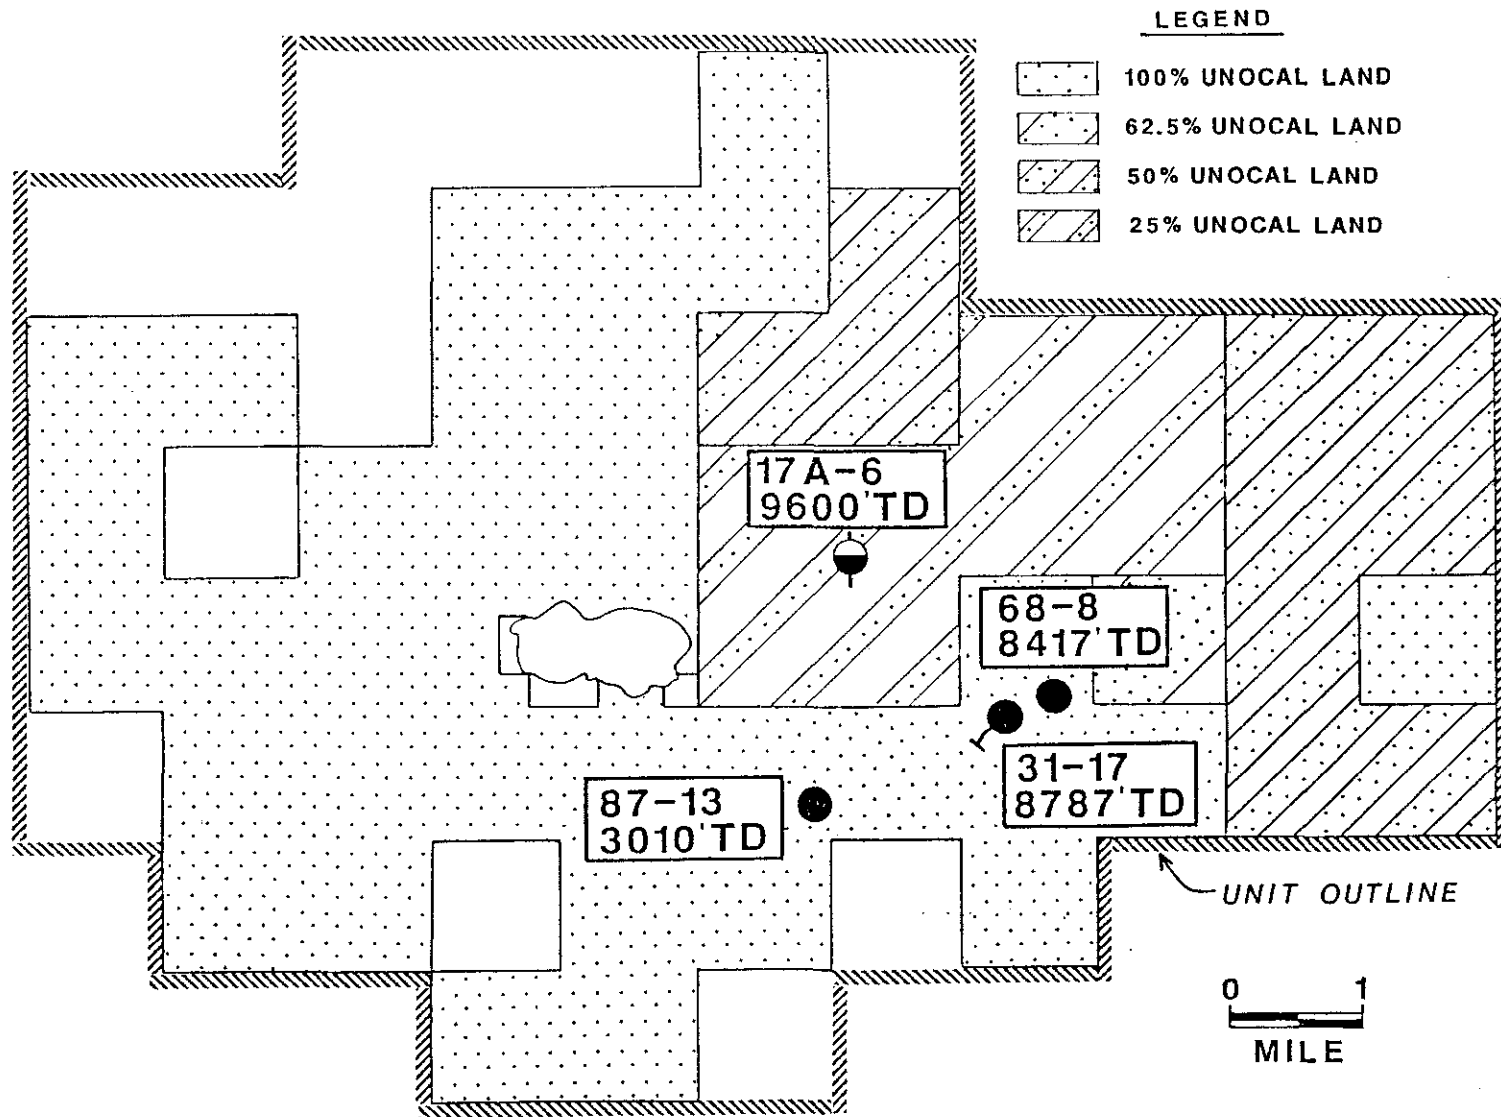 LEGEND
100% UNOCAL LAND
62.5% UNOCAL LAND
50% UNOCAL LAND
25% UNOCAL LAND
17A-6
9600'TD
68-8
8417'TD
31-17
8787'TD
87-13
3010'TD
UNIT OUTLINE
0 1
MILE